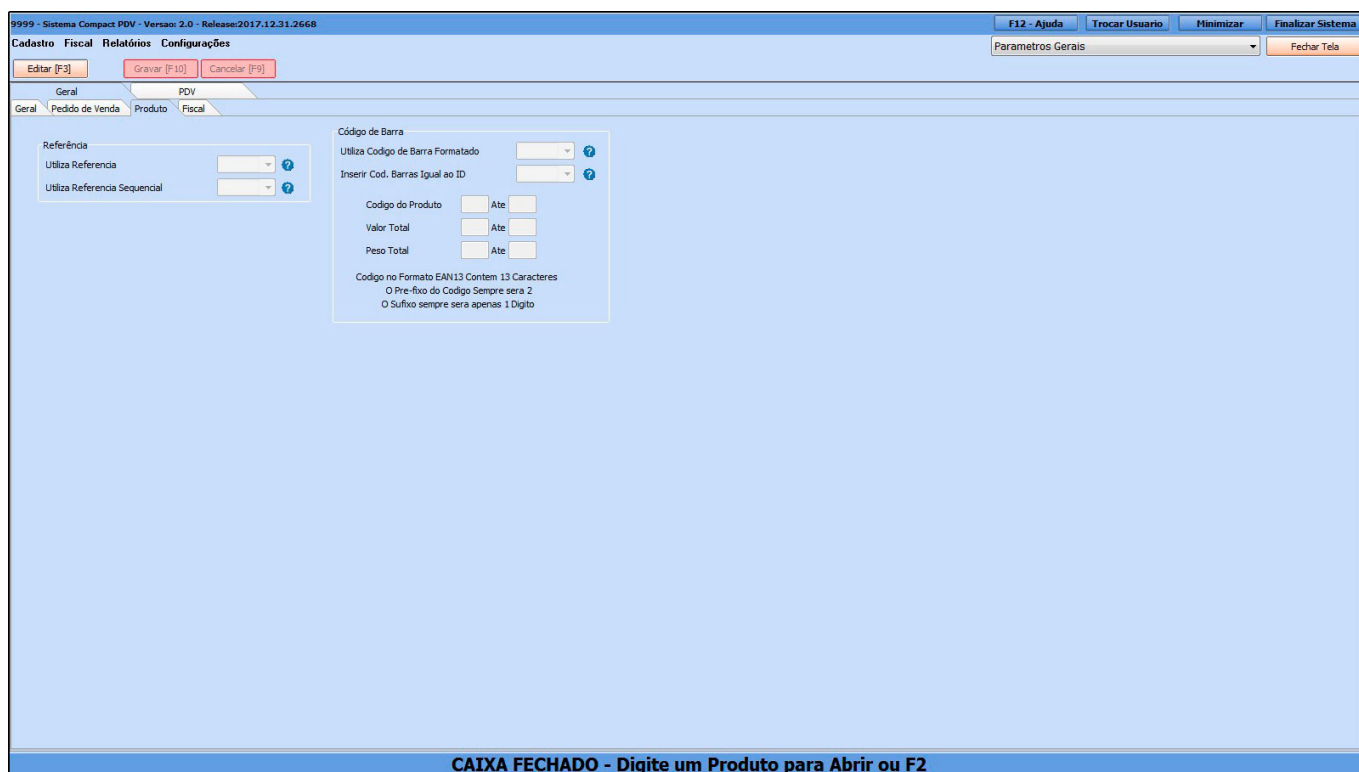 9999 - Sistema Compact PDV - Versao: 2.0 - Release:2017.12.31.2668
F12 - Ajuda Trocar Usuario Minimizar Finalizar Sistema
Cadastro Fiscal Relatórios Configurações
Parametros Gerais Fechar Tela
Editar [F3] Gravar [F10] Cancelar [F9]
Geral PDV
Geral Pedido de Venda Produto Fiscal
Referência
Utiliza Referencia
Utiliza Referencia Sequencial
Código de Barra
Utiliza Codigo de Barra Formatado
Inserir Cod. Barras Igual ao ID
Codigo do Produto Ate
Valor Total Ate
Peso Total Ate
Codigo no Formato EAN13 Contem 13 Caracteres
O Pre-fixo do Codigo Sempre sera 2
O Sufixo sempre sera apenas 1 Digito
CAIXA FECHADO - Digite um Produto para Abrir ou F2